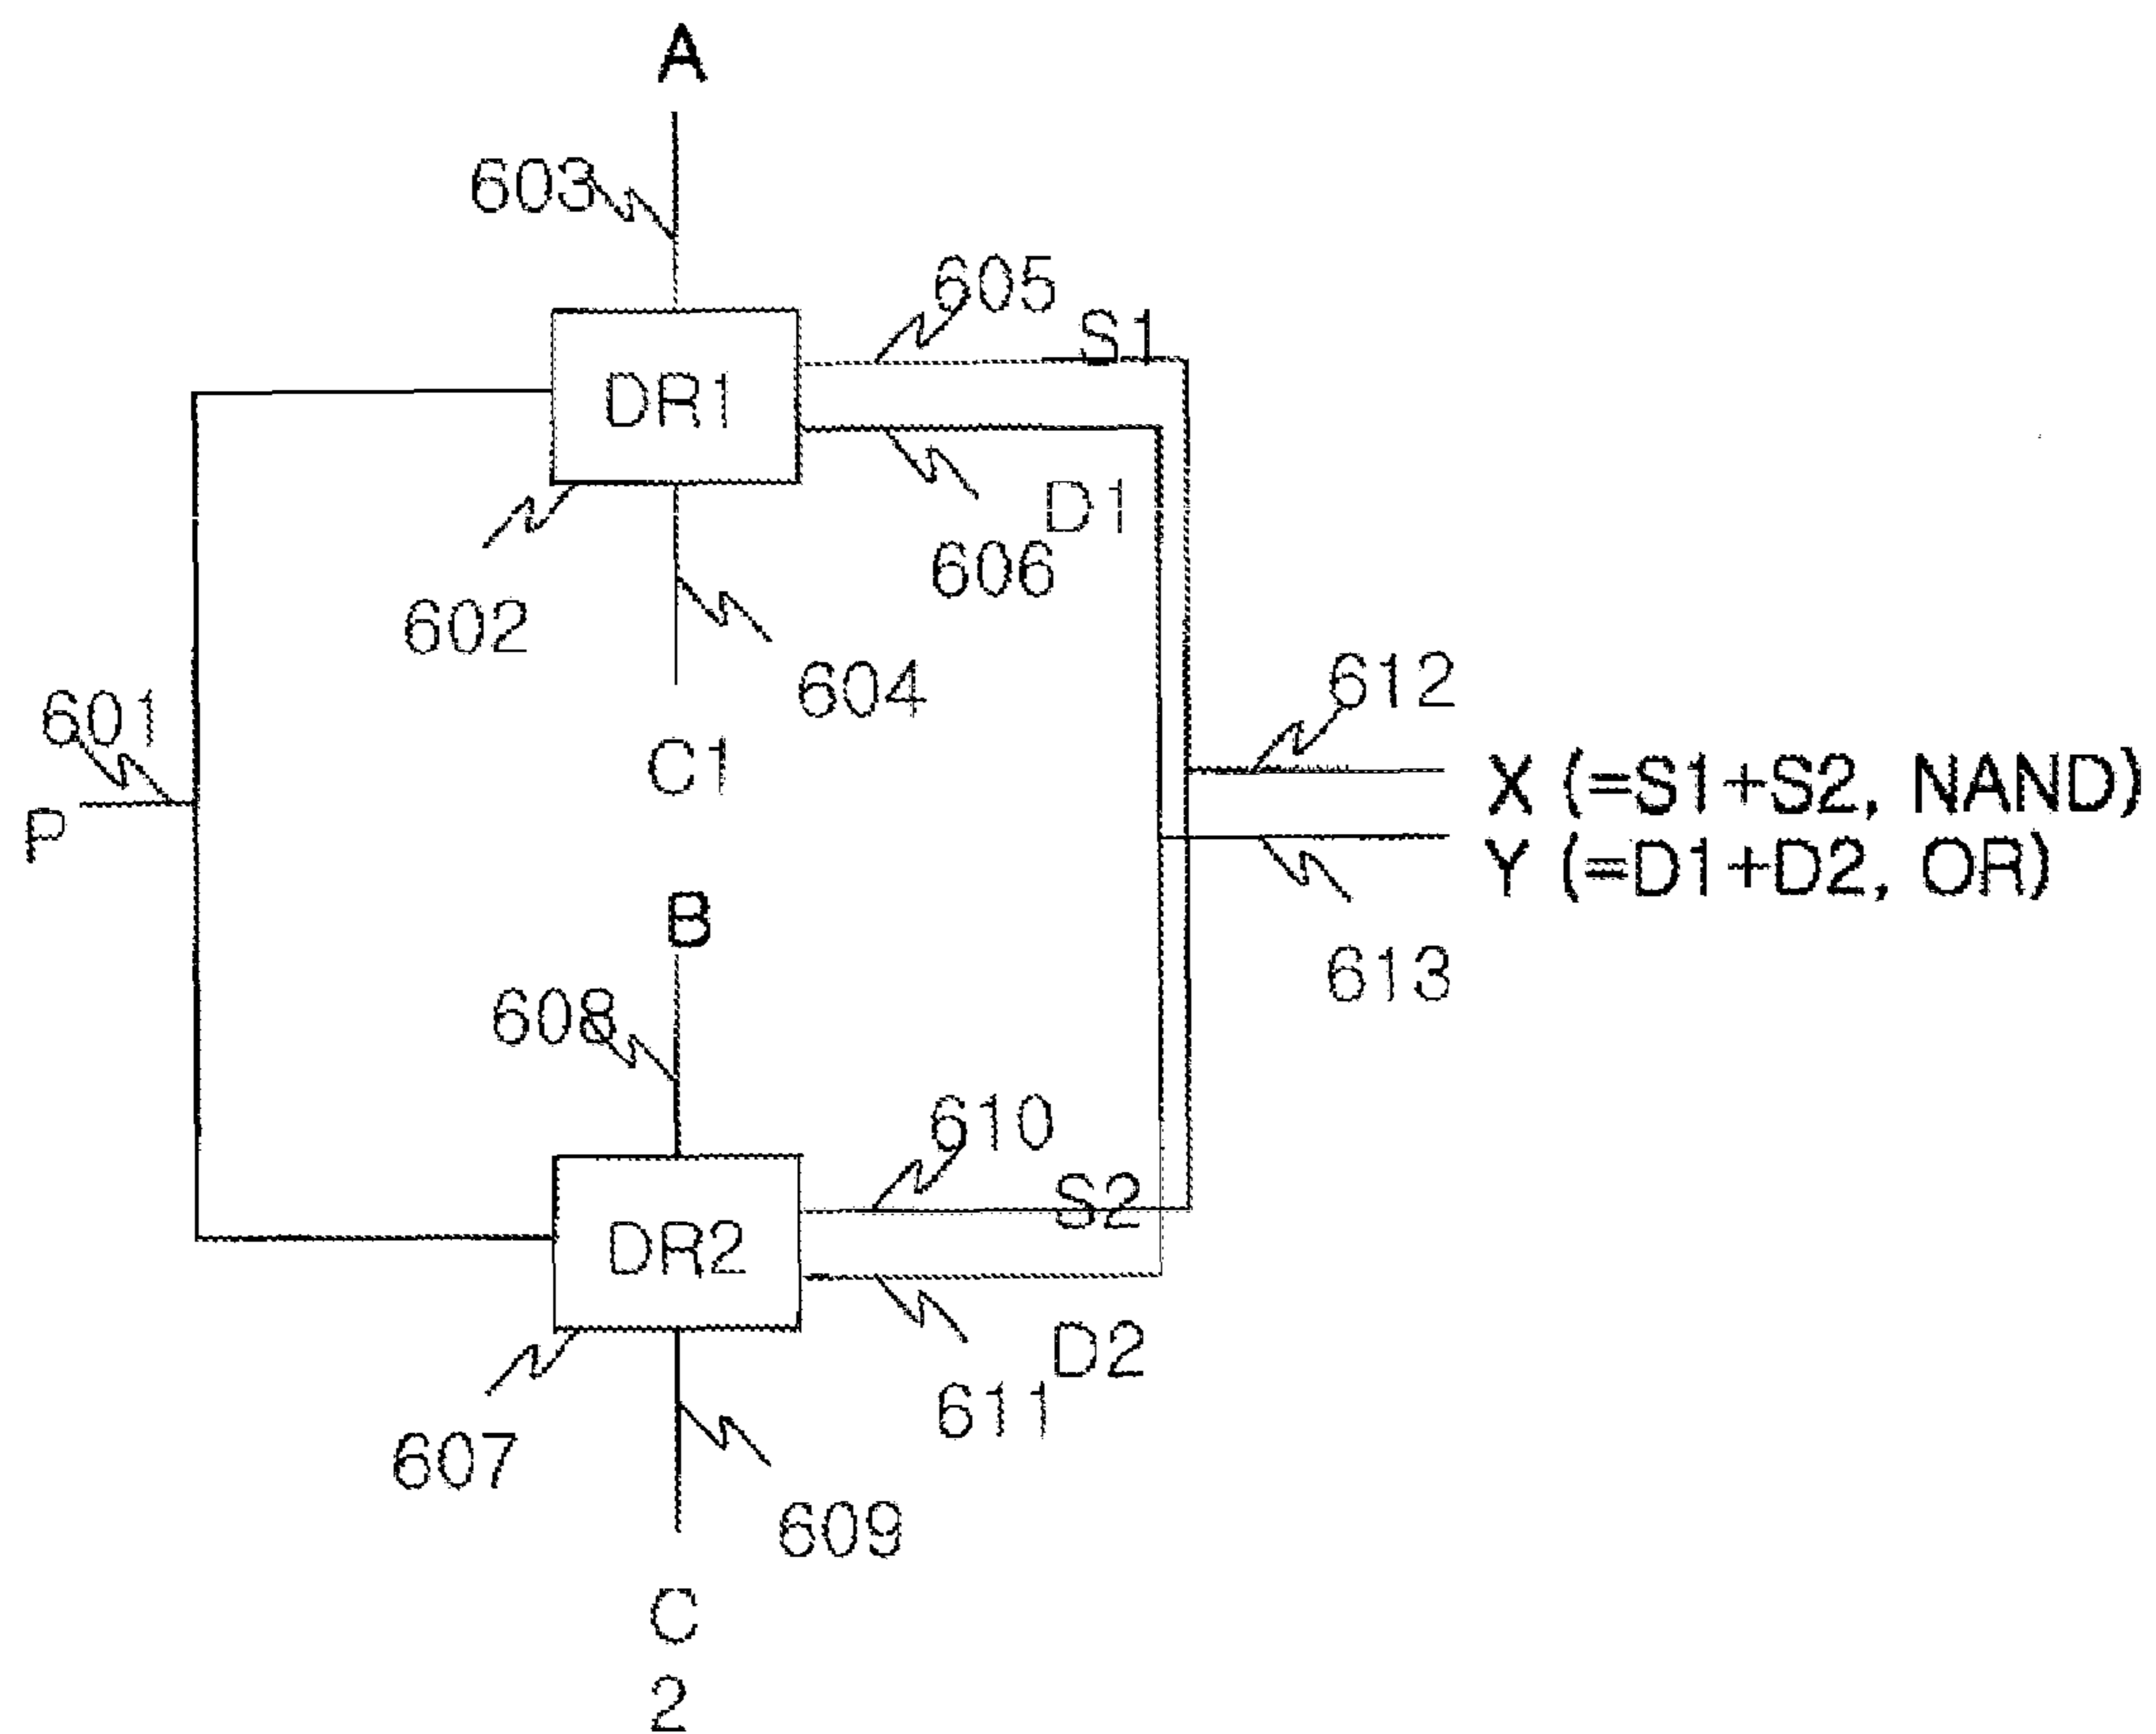 A
603
605
S1
DR1
D1
606
602
604
601
612
C1
X (=S1+S2, NAND)
P
Y (=D1+D2, OR)
B
613
608
610
S2
DR2
D2
611
607
609
C
2